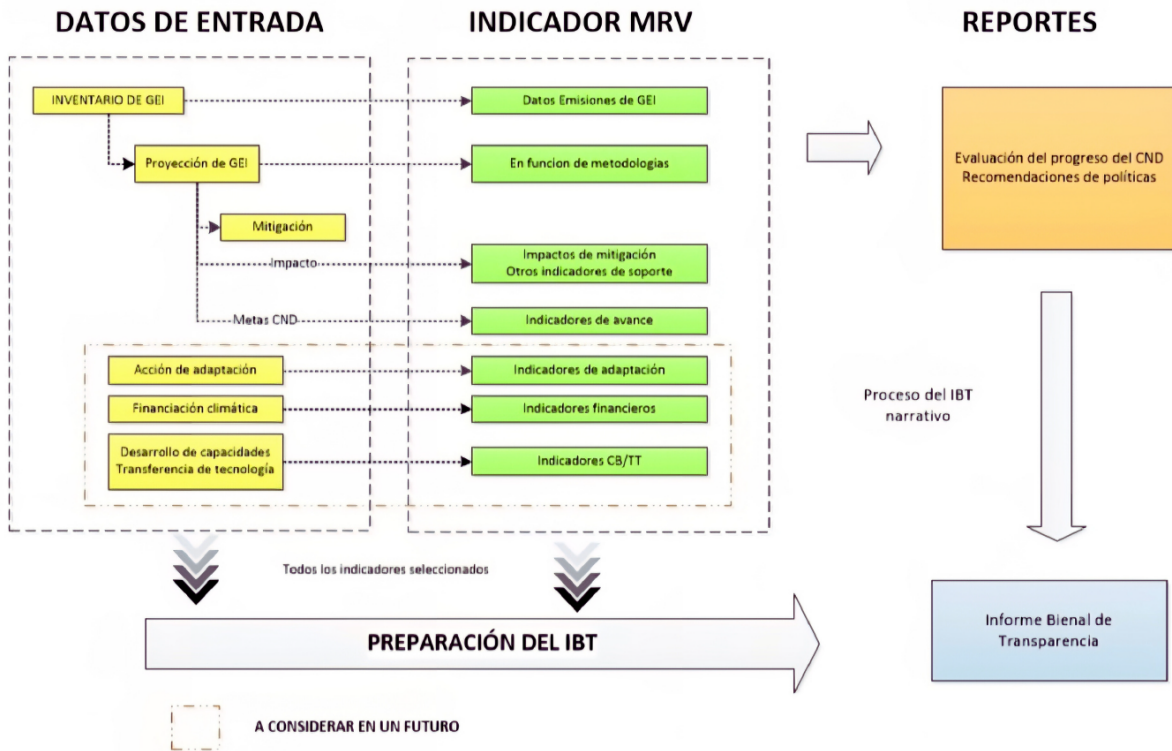 DATOS DE ENTRADA
INDICADOR MRV
REPORTES
INVENTARIO DE GEI
Datos Emisiones de GEI
Proyección de GEI
En funcion de metodologias
Evaluación del progreso del CND
Recomendaciones de políticas
Mitigación
Impacto
Impactos de mitigación
Otros indicadores de soporte
Metas CND
Indicadores de avance
Acción de adaptación
Indicadores de adaptación
Financiación climática
Indicadores financieros
Proceso del IBT
narrativo
Desarrollo de capacidades
Transferencia de tecnología
Indicadores CB/TT
Todos los indicadores seleccionados
PREPARACIÓN DEL IBT
Informe Bienal de
Transparencia
A CONSIDERAR EN UN FUTURO